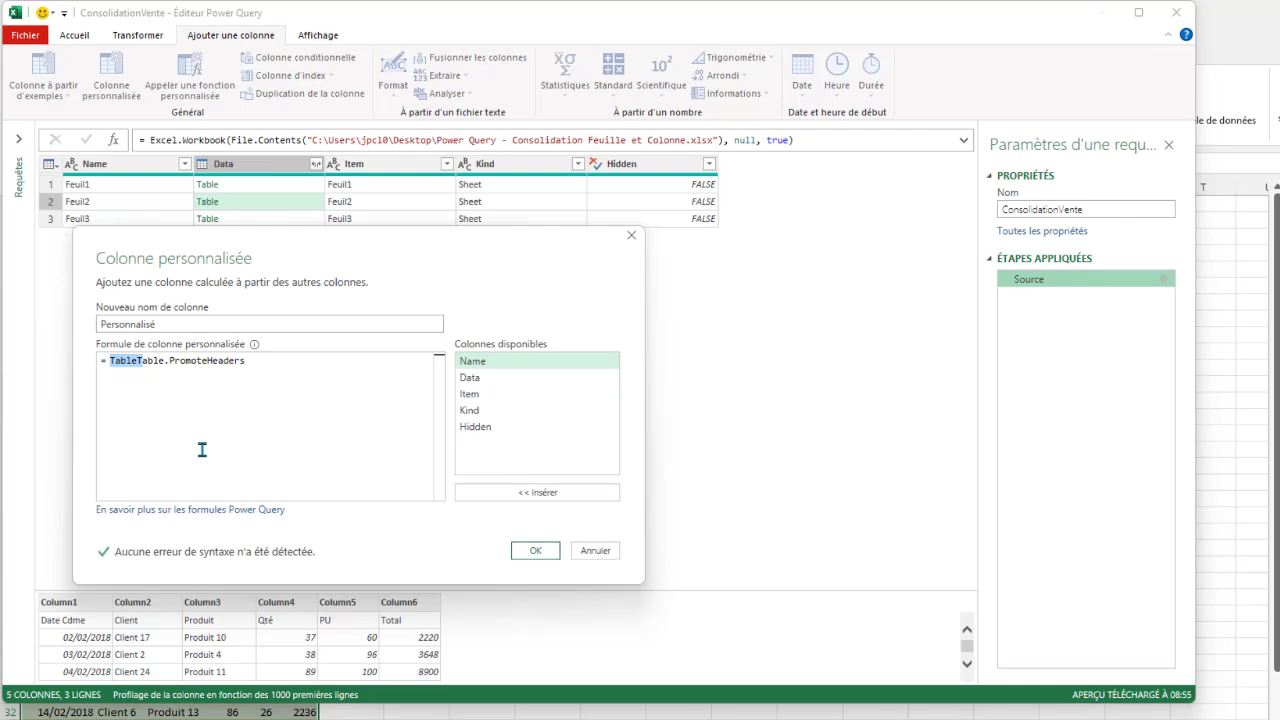 ConsolidationVente - Éditeur Power Query
Fichier Accueil Transformer Ajouter une colonne Affichage
Colonne à partir d'exemples
Colonne personnalisée
Appeler une fonction personnalisée
Colonne conditionnelle
Colonne d'index
Duplication de la colonne
Général
Format
Fusionner les colonnes
Extraire
Analyser
À partir d'un fichier texte
Statistiques
Standard
Scientifique
Trigonométrie
Arrondi
Informations
À partir d'un nombre
Date
Heure
Durée
Date et heure de début
le de données
Requêtes
= Excel.Workbook(File.Contents("C:\Users\jpcl0\Desktop\Power Query - Consolidation Feuille et Colonne.xlsx"), null, true)
Name Data Item Kind Hidden
1 Feuil1 Table Feuil1 Sheet FALSE
2 Feuil2 Table Feuil2 Sheet FALSE
3 Feuil3 Table Feuil3 Sheet FALSE
Colonne personnalisée
Ajoutez une colonne calculée à partir des autres colonnes.
Nouveau nom de colonne
Personnalisé
Formule de colonne personnalisée
= TableTable.PromoteHeaders
Colonnes disponibles
Name
Data
Item
Kind
Hidden
<< Insérer
En savoir plus sur les formules Power Query
Aucune erreur de syntaxe n'a été détectée.
OK Annuler
Column1 Column2 Column3 Column4 Column5 Column6
Date Cdme Client Produit Qté PU Total
02/02/2018 Client 17 Produit 10 37 60 2220
03/02/2018 Client 2 Produit 4 38 96 3648
04/02/2018 Client 24 Produit 11 89 100 8900
Paramètres d'une requ...
PROPRIÉTÉS
Nom
ConsolidationVente
Toutes les propriétés
ÉTAPES APPLIQUÉES
Source
T U
5 COLONNES, 3 LIGNES Profilage de la colonne en fonction des 1000 premières lignes
APERÇU TÉLÉCHARGÉ À 08:55
32 14/02/2018 Client 6 Produit 13 86 26 2236